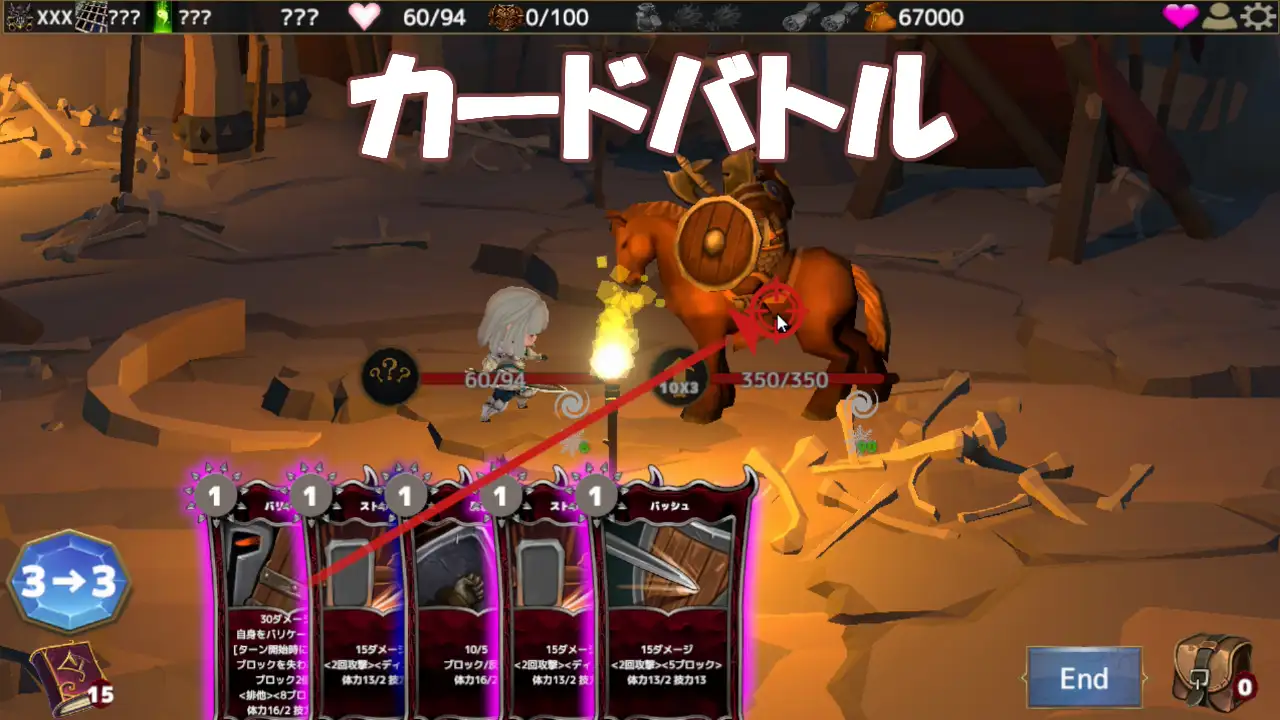 XXX ??? ??? ??? 60/94 0/100 67000
カードバトル
???
60/94
10X3
350/350
1 1 1 1 1
バッシュ
3→3
30ダメー
自身をバリケー
[ターン開始時に
ブロックを失わ
ブロック2
<排他><8ブロ
体力16/2 技
15ダメー
<2回攻撃><ディ
体力13/2 技
10/5
ブロック/
体力16/2
15ダメー
<2回攻撃><ディ
体力13/2 技
15ダメージ
<2回攻撃><5ブロック>
体力13/2 技力13
15
End
0